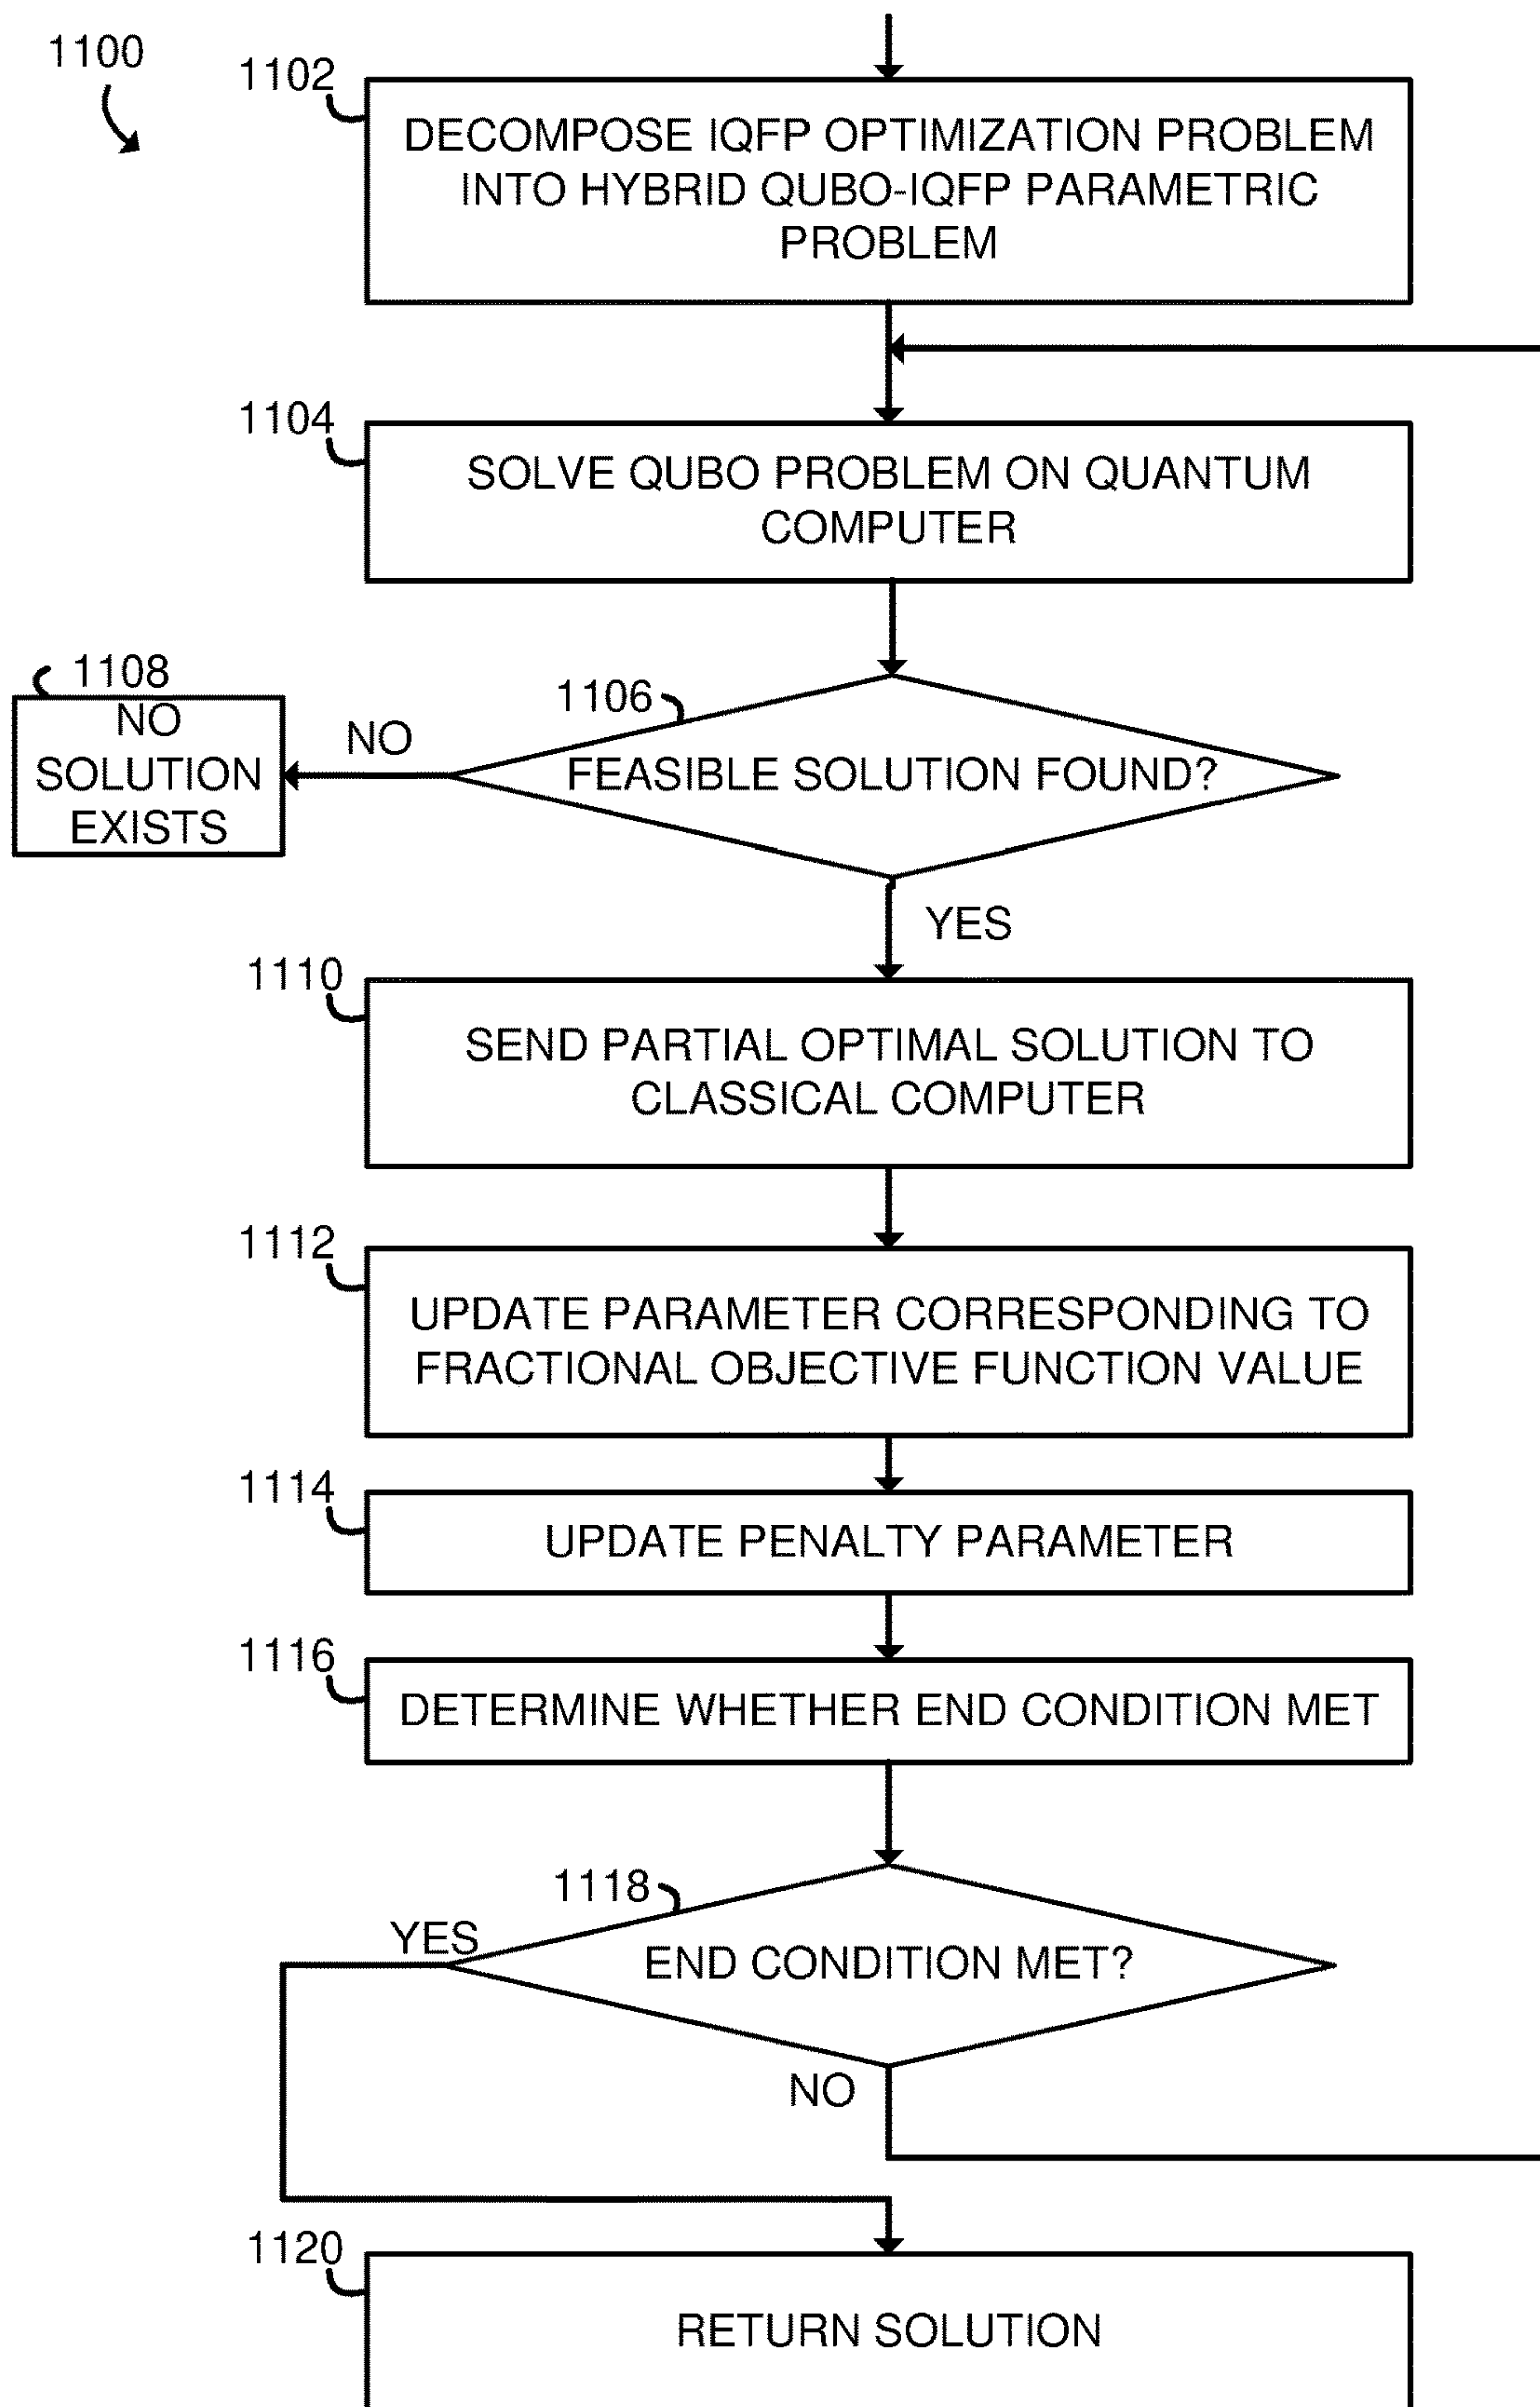 1100
1102
DECOMPOSE IQFP OPTIMIZATION PROBLEM
INTO HYBRID QUBO-IQFP PARAMETRIC
PROBLEM
1104
SOLVE QUBO PROBLEM ON QUANTUM
COMPUTER
1106
FEASIBLE SOLUTION FOUND?
NO
1108
NO
SOLUTION
EXISTS
YES
1110
SEND PARTIAL OPTIMAL SOLUTION TO
CLASSICAL COMPUTER
1112
UPDATE PARAMETER CORRESPONDING TO
FRACTIONAL OBJECTIVE FUNCTION VALUE
1114
UPDATE PENALTY PARAMETER
1116
DETERMINE WHETHER END CONDITION MET
1118
YES
END CONDITION MET?
NO
1120
RETURN SOLUTION